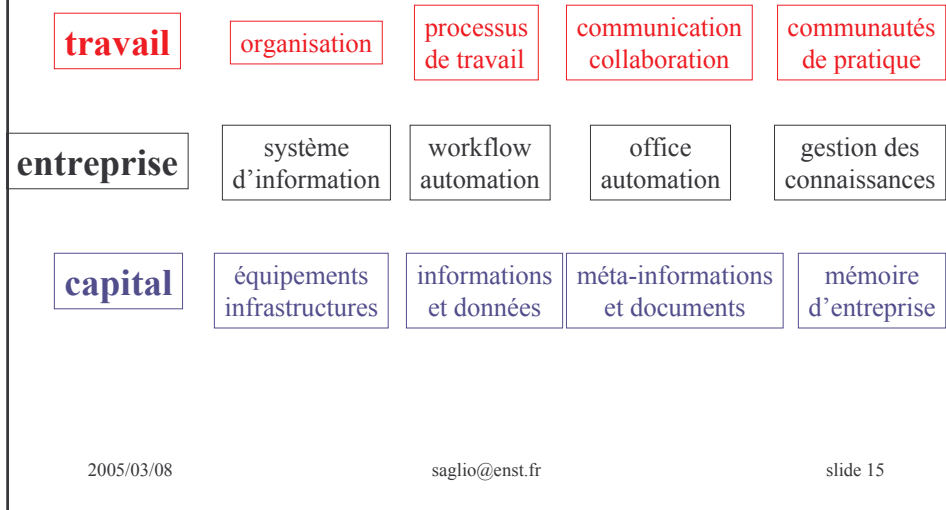 travail
organisation
processus
de travail
communication
collaboration
communautés
de pratique
entreprise
système
d’information
workflow
automation
office
automation
gestion des
connaissances
capital
équipements
infrastructures
informations
et données
méta-informations
et documents
mémoire
d’entreprise
2005/03/08
saglio@enst.fr
slide 15